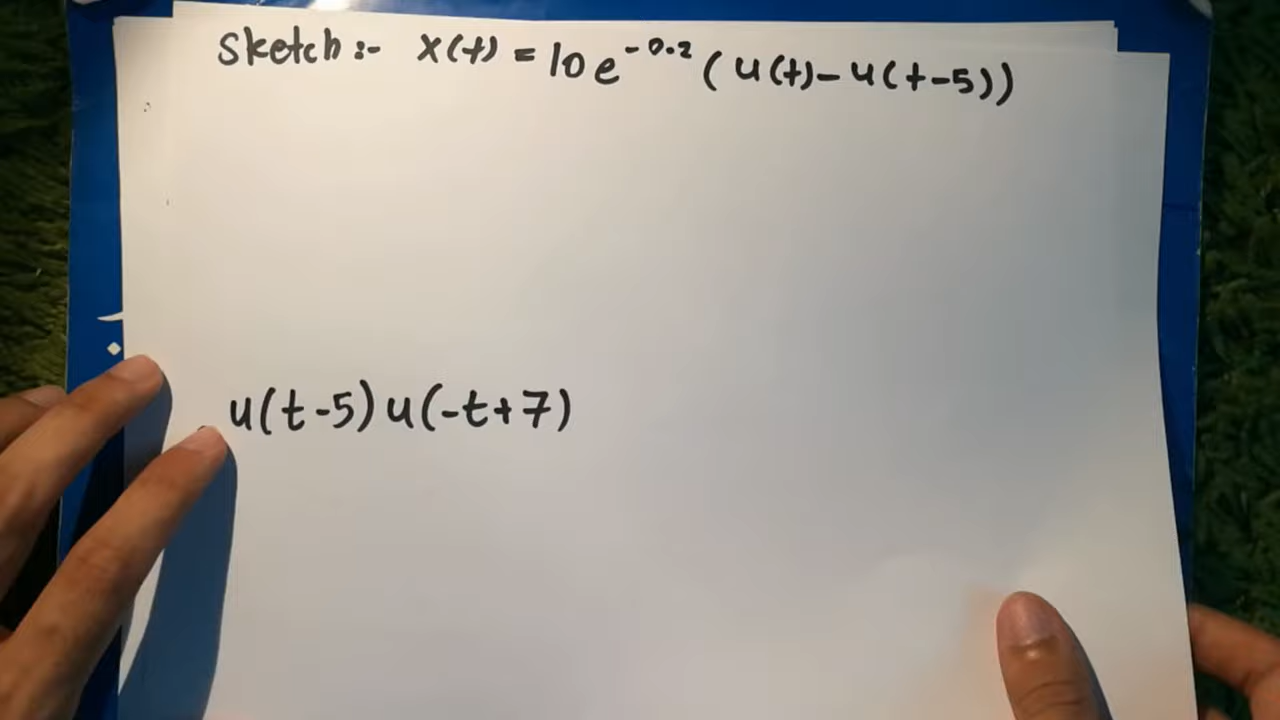 Sketch :- x(t) = 10 e^-0.2 (u(t)-u(t-5))
u(t-5) u(-t+7)